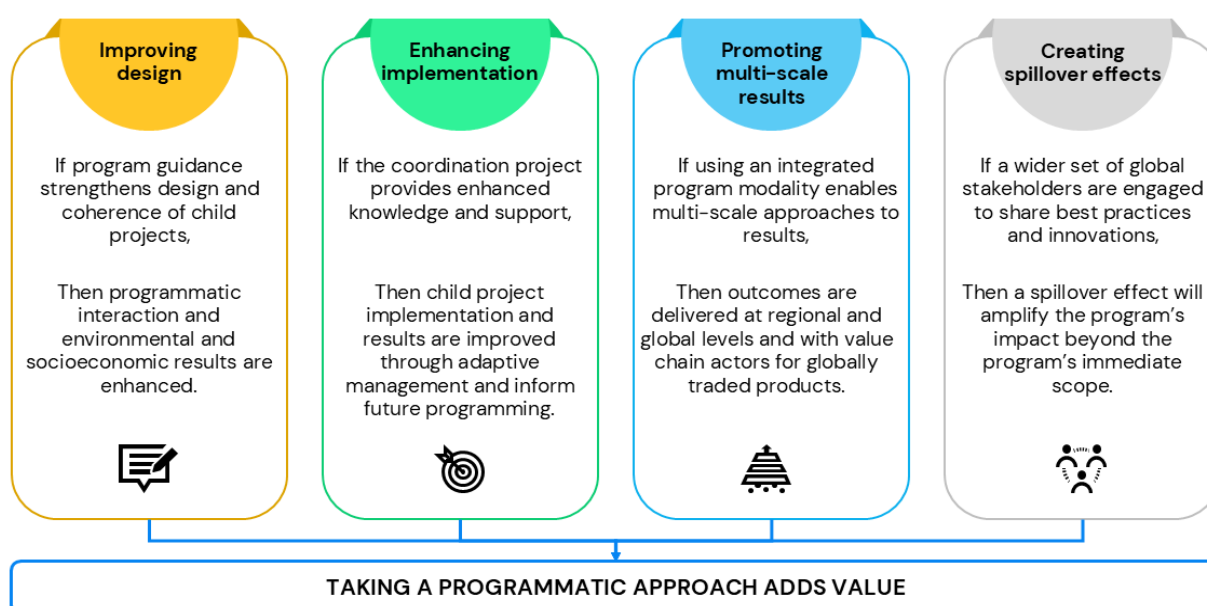 Improving
design
If program guidance
strengthens design and
coherence of child
projects,
Then programmatic
interaction and
environmental and
socioeconomic results are
enhanced.
Enhancing
implementation
If the coordination project
provides enhanced
knowledge and support,
Then child project
implementation and
results are improved
through adaptive
management and inform
future programming.
Promoting
multi-scale
results
If using an integrated
program modality enables
multi-scale approaches to
results,
Then outcomes are
delivered at regional and
global levels and with value
chain actors for globally
traded products.
Creating
spillover effects
If a wider set of global
stakeholders are engaged
to share best practices
and innovations,
Then a spillover effect will
amplify the program’s
impact beyond the
program’s immediate
scope.
TAKING A PROGRAMMATIC APPROACH ADDS VALUE